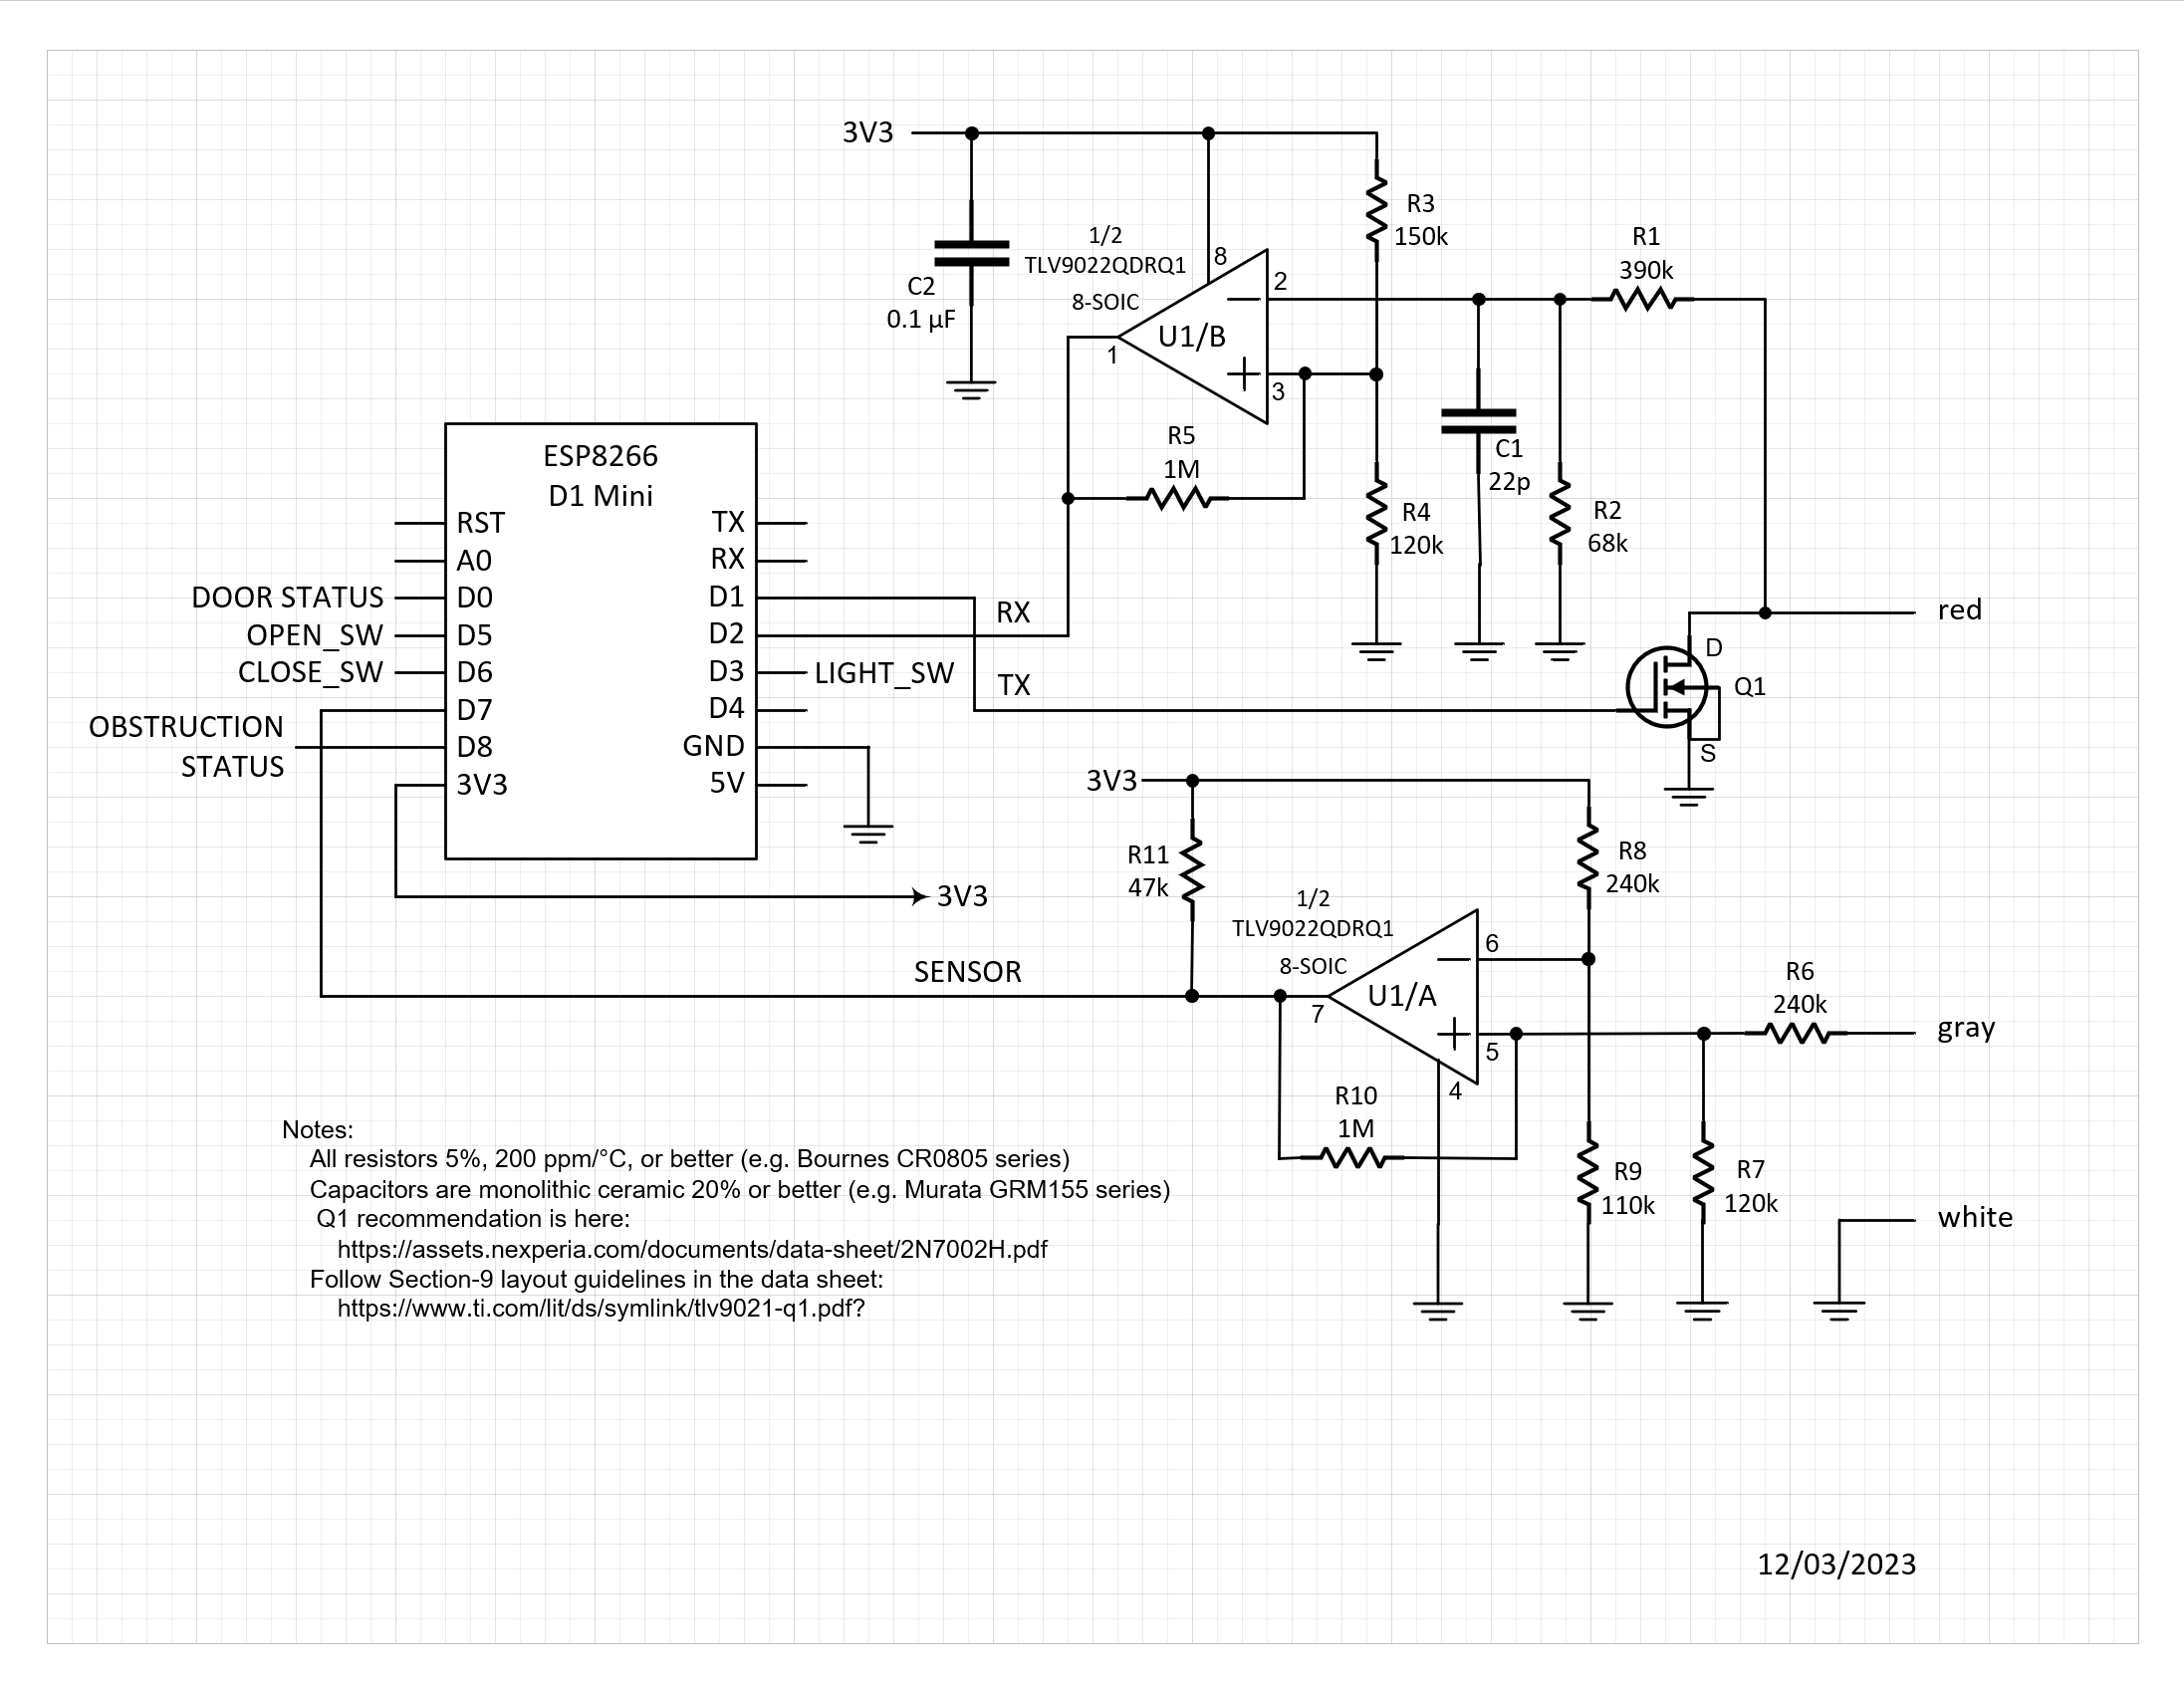 3V3
C2
0.1 µF
1/2
TLV9022QDRQ1
8-SOIC
8
2
U1/B
1
3
R3
150k
R1
390k
R5
1M
C1
22p
R4
120k
R2
68k
ESP8266
D1 Mini
RST
A0
D0
D5
D6
D7
D8
3V3
TX
RX
D1
D2
D3
D4
GND
5V
DOOR STATUS
OPEN_SW
CLOSE_SW
OBSTRUCTION
STATUS
RX
LIGHT_SW
TX
red
D
Q1
S
3V3
R11
47k
R8
240k
3V3
1/2
TLV9022QDRQ1
8-SOIC
SENSOR
6
U1/A
7
5
4
R6
240k
gray
R10
1M
R9
110k
R7
120k
white
Notes:
All resistors 5%, 200 ppm/°C, or better (e.g. Bournes CR0805 series)
Capacitors are monolithic ceramic 20% or better (e.g. Murata GRM155 series)
Q1 recommendation is here:
https://assets.nexperia.com/documents/data-sheet/2N7002H.pdf
Follow Section-9 layout guidelines in the data sheet:
https://www.ti.com/lit/ds/symlink/tlv9021-q1.pdf?
12/03/2023